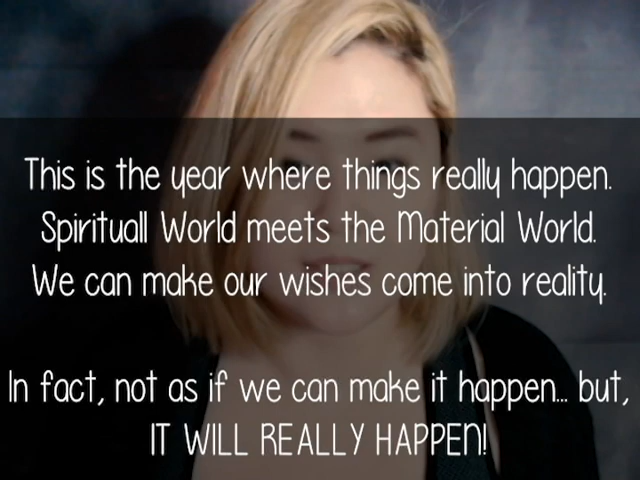 This is the year where things really happen.
Spirituall World meets the Material World.
We can make our wishes come into reality.
In fact, not as if we can make it happen... but,
IT WILL REALLY HAPPEN!